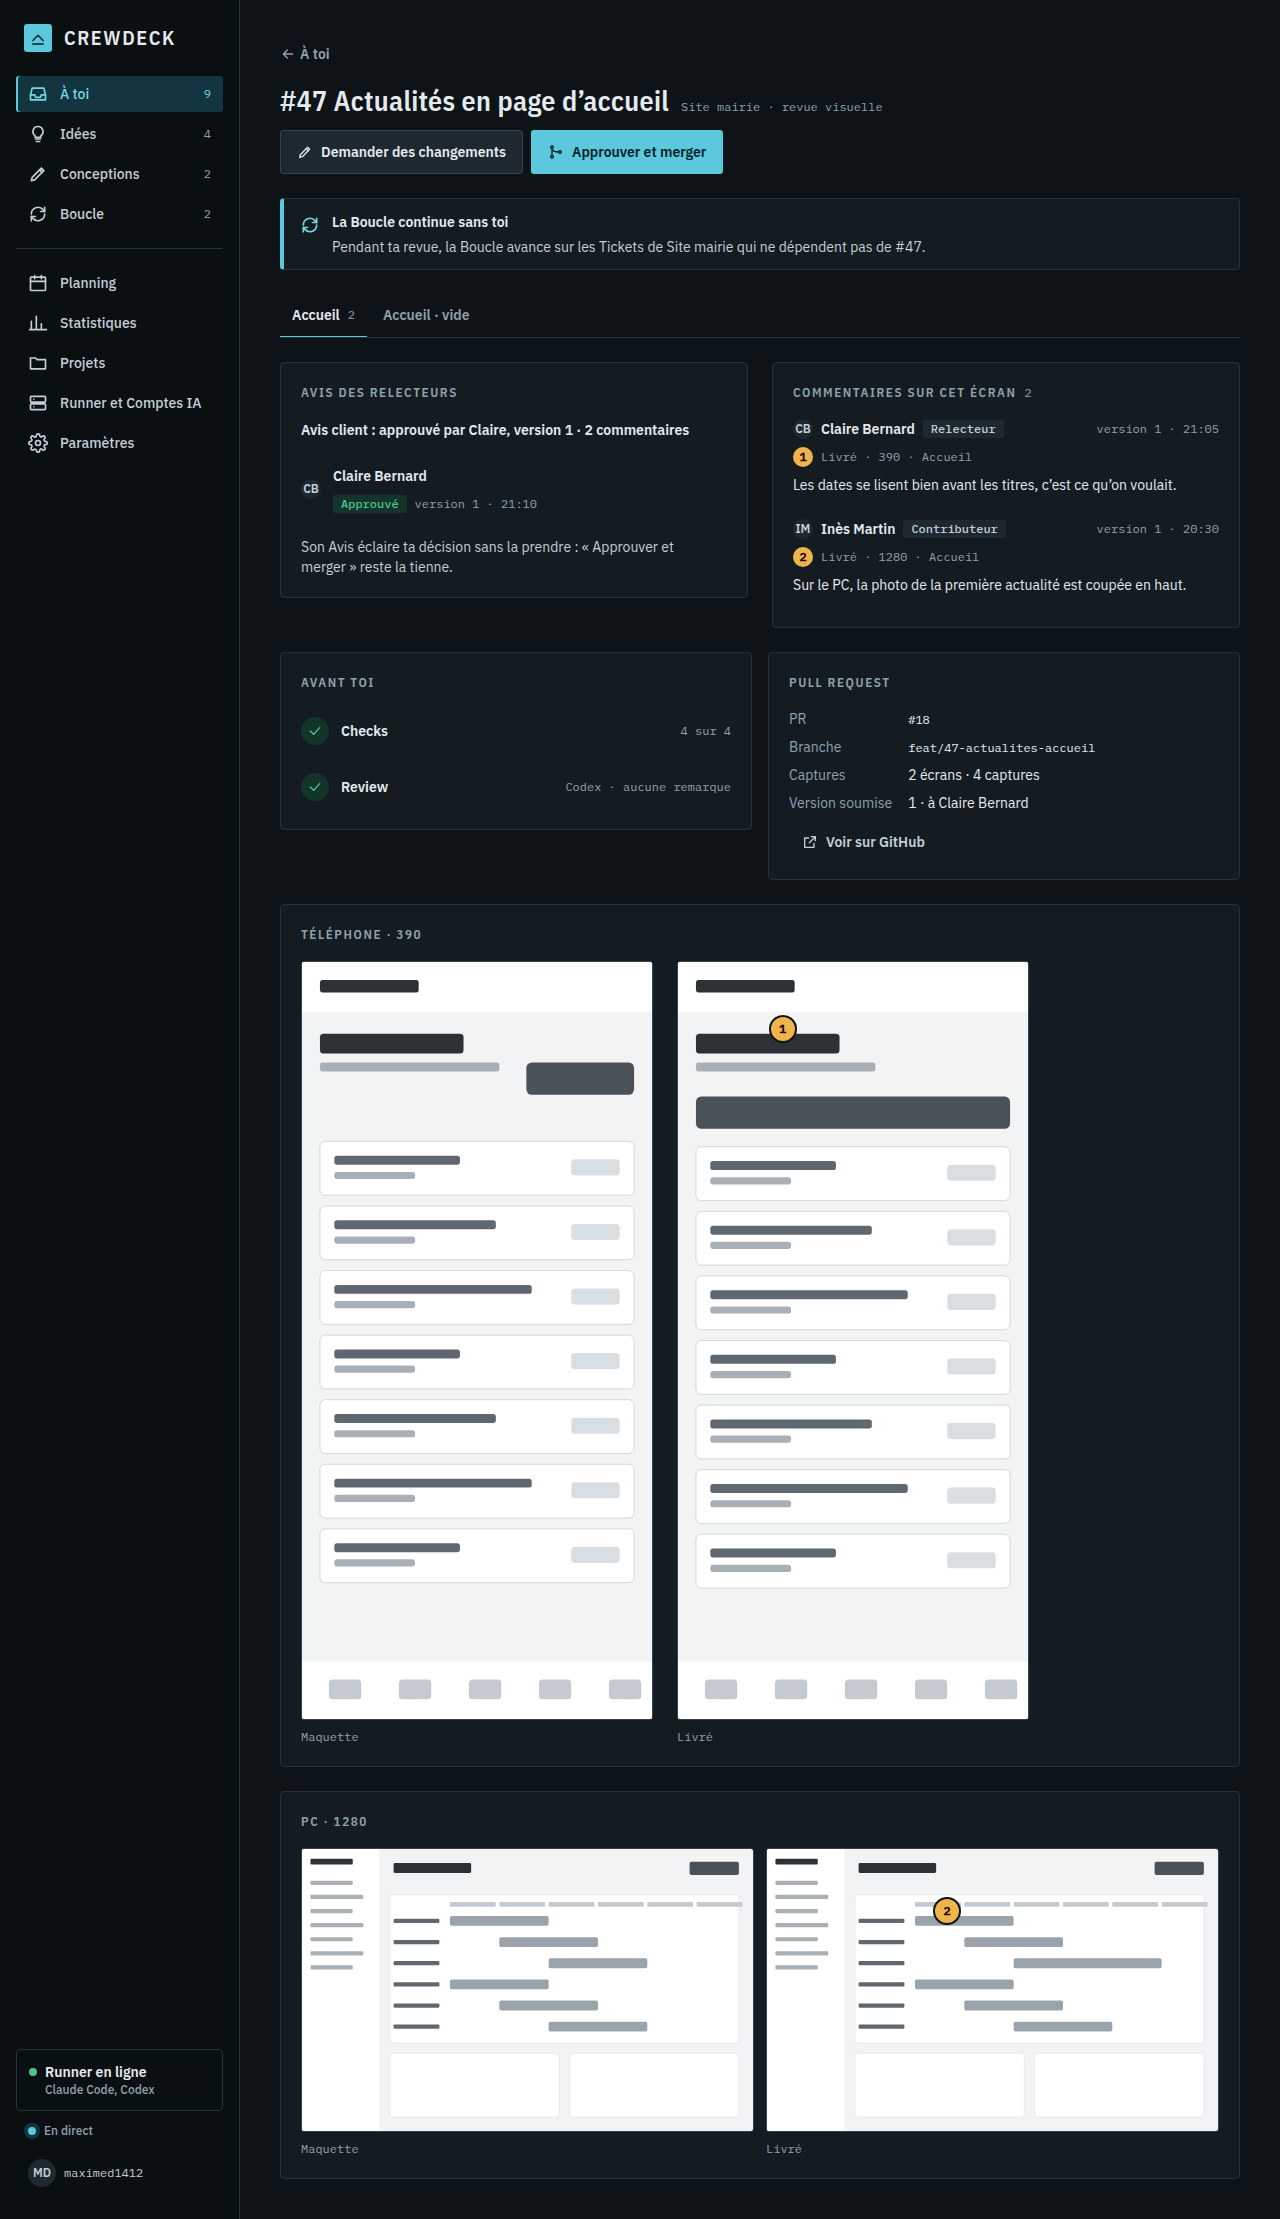 CREWDECK
À toi 9
Idées 4
Conceptions 2
Boucle 2
Planning
Statistiques
Projets
Runner et Comptes IA
Paramètres
Runner en ligne
Claude Code, Codex
En direct
MD maximed1412
← À toi
#47 Actualités en page d’accueil Site mairie · revue visuelle
Demander des changements Approuver et merger
La Boucle continue sans toi
Pendant ta revue, la Boucle avance sur les Tickets de Site mairie qui ne dépendent pas de #47.
Accueil 2 Accueil · vide
AVIS DES RELECTEURS
Avis client : approuvé par Claire, version 1 · 2 commentaires
CB Claire Bernard
Approuvé version 1 · 21:10
Son Avis éclaire ta décision sans la prendre : « Approuver et
merger » reste la tienne.
COMMENTAIRES SUR CET ÉCRAN 2
CB Claire Bernard Relecteur version 1 · 21:05
1 Livré · 390 · Accueil
Les dates se lisent bien avant les titres, c’est ce qu’on voulait.
IM Inès Martin Contributeur version 1 · 20:30
2 Livré · 1280 · Accueil
Sur le PC, la photo de la première actualité est coupée en haut.
AVANT TOI
Checks 4 sur 4
Review Codex · aucune remarque
PULL REQUEST
PR #18
Branche feat/47-actualites-accueil
Captures 2 écrans · 4 captures
Version soumise 1 · à Claire Bernard
Voir sur GitHub
TÉLÉPHONE · 390
1
Maquette Livré
PC · 1280
2
Maquette Livré